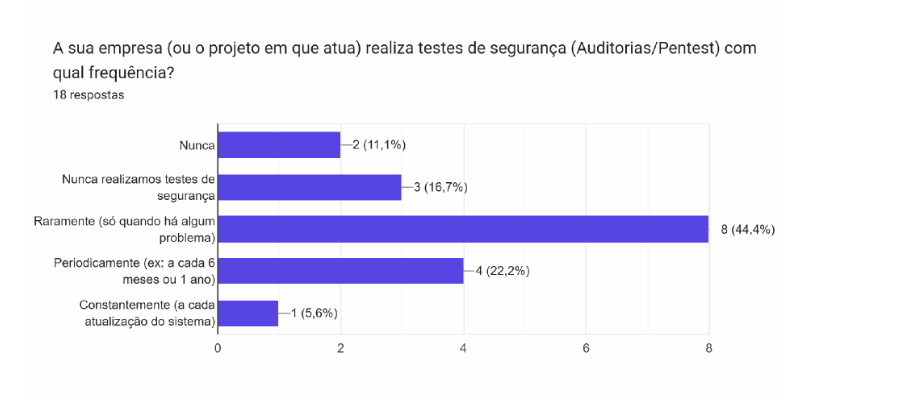 A sua empresa (ou o projeto em que atua) realiza testes de segurança (Auditorias/Pentest) com
qual frequência?
18 respostas
Nunca
2 (11,1%)
Nunca realizamos testes de
segurança
3 (16,7%)
Raramente (só quando há algum
problema)
8 (44,4%)
Periodicamente (ex: a cada 6
meses ou 1 ano)
4 (22,2%)
Constantemente (a cada
atualização do sistema)
1 (5,6%)
0 2 4 6 8